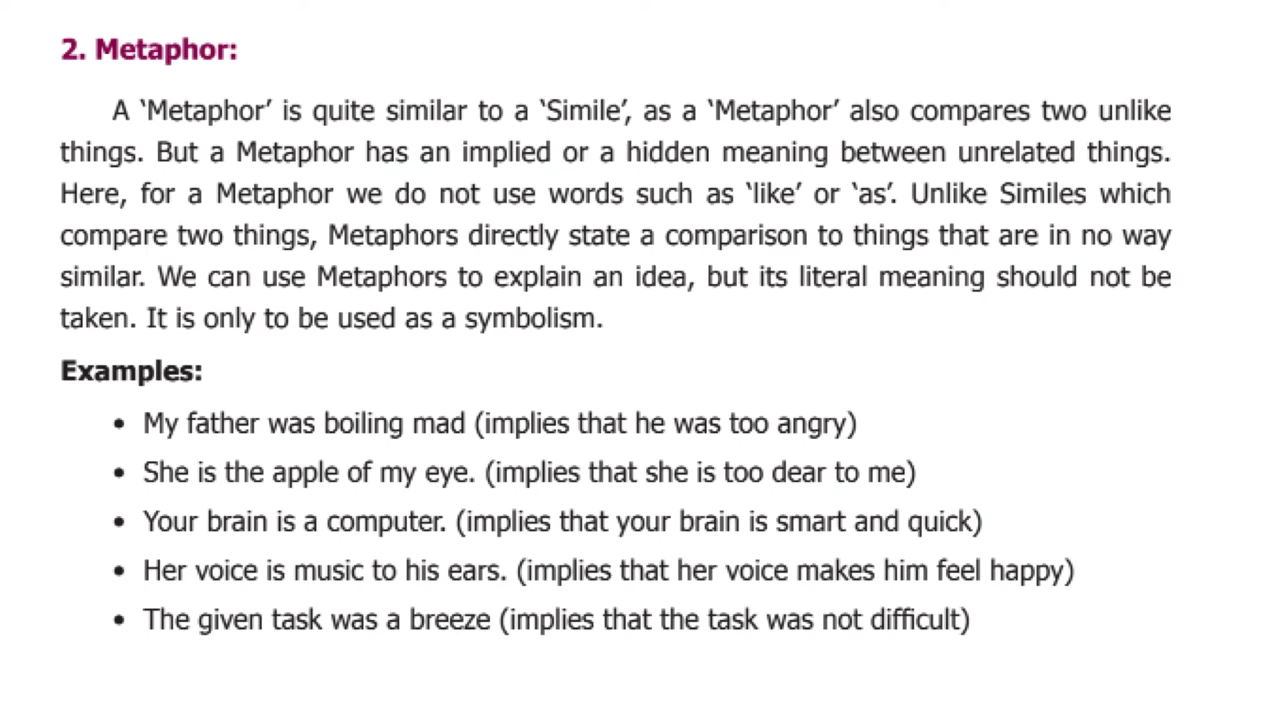 2. Metaphor:
A ‘Metaphor’ is quite similar to a ‘Simile’, as a ‘Metaphor’ also compares two unlike
things. But a Metaphor has an implied or a hidden meaning between unrelated things.
Here, for a Metaphor we do not use words such as ‘like’ or ‘as’. Unlike Similes which
compare two things, Metaphors directly state a comparison to things that are in no way
similar. We can use Metaphors to explain an idea, but its literal meaning should not be
taken. It is only to be used as a symbolism.
Examples:
• My father was boiling mad (implies that he was too angry)
• She is the apple of my eye. (implies that she is too dear to me)
• Your brain is a computer. (implies that your brain is smart and quick)
• Her voice is music to his ears. (implies that her voice makes him feel happy)
• The given task was a breeze (implies that the task was not difficult)